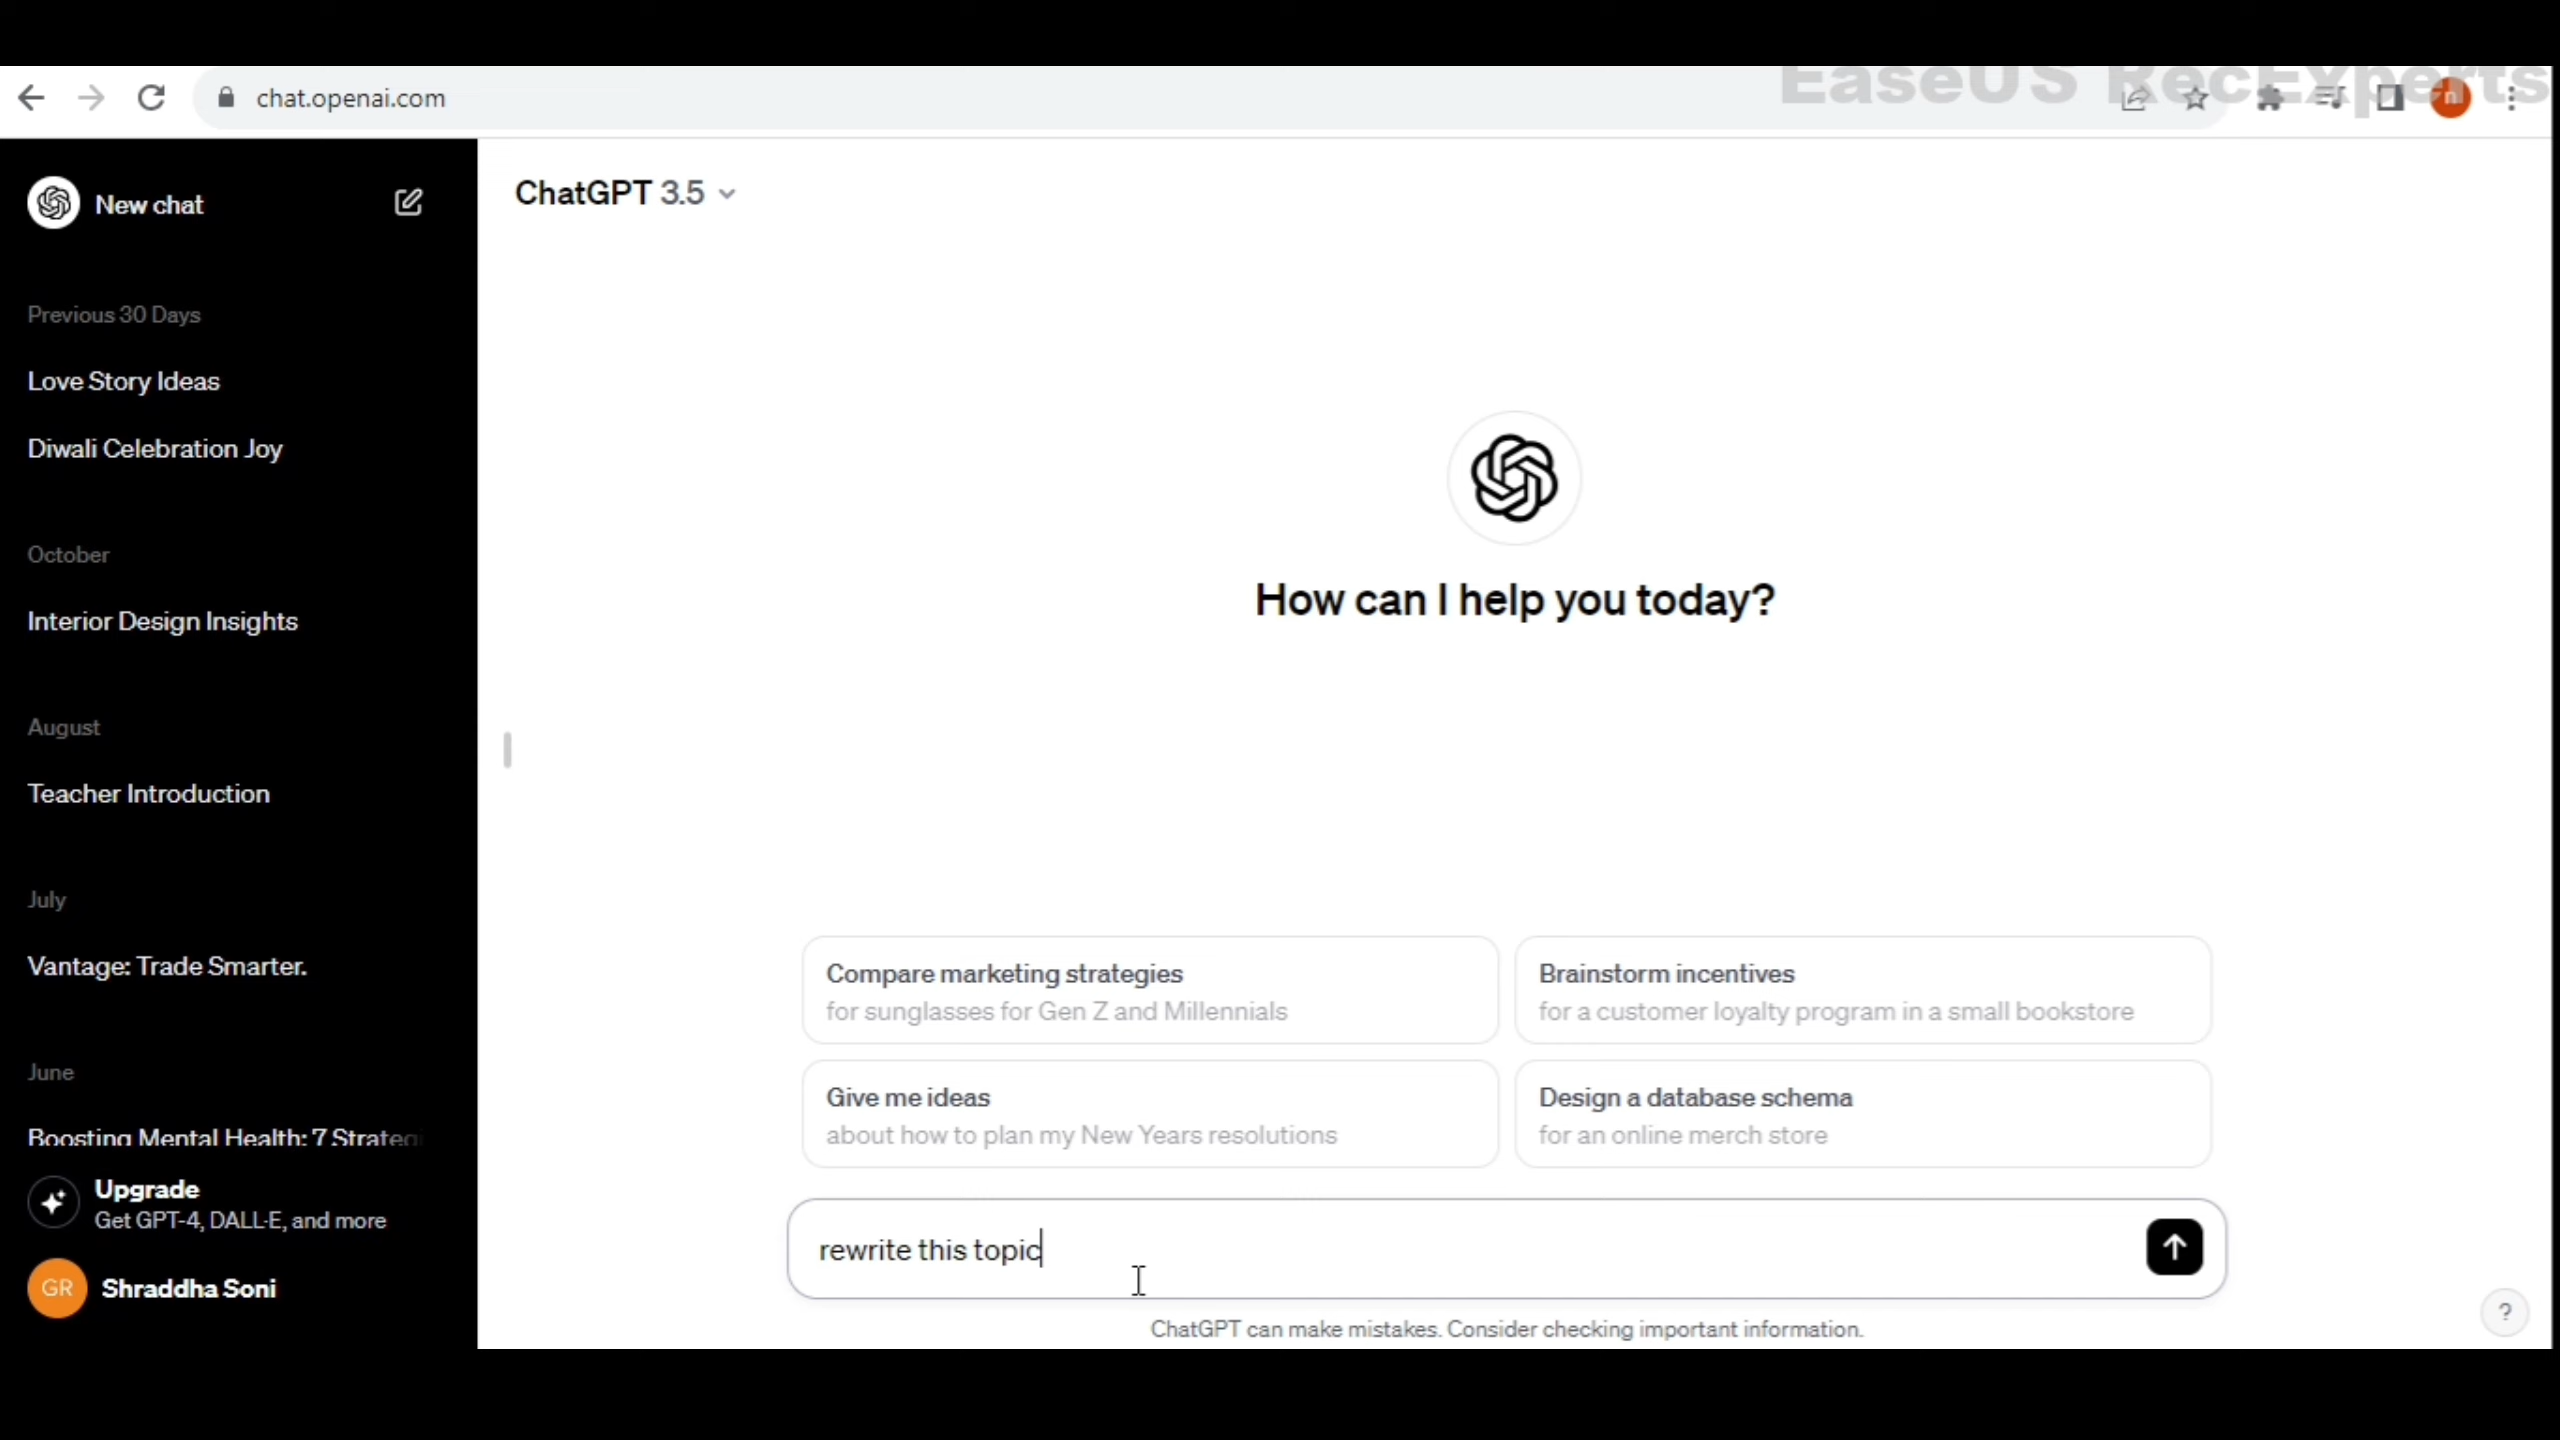 EaseUS RecExperts
chat.openai.com
n
New chat
ChatGPT 3.5
Previous 30 Days
Love Story Ideas
Diwali Celebration Joy
October
Interior Design Insights
August
Teacher Introduction
July
Vantage: Trade Smarter.
June
Boosting Mental Health: 7 Strategi
Upgrade
Get GPT-4, DALL·E, and more
GR
Shraddha Soni
How can I help you today?
Compare marketing strategies
for sunglasses for Gen Z and Millennials
Brainstorm incentives
for a customer loyalty program in a small bookstore
Give me ideas
about how to plan my New Years resolutions
Design a database schema
for an online merch store
rewrite this topic
ChatGPT can make mistakes. Consider checking important information.
?